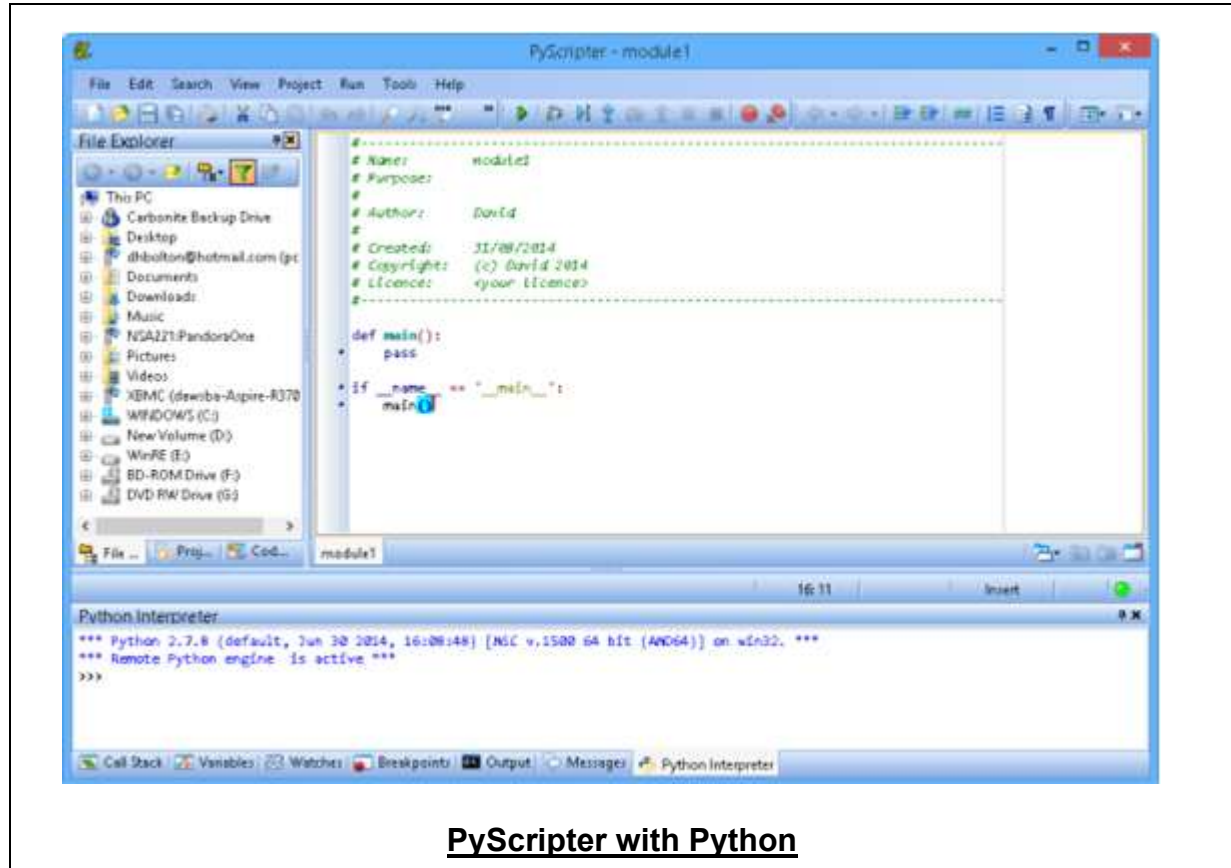 PyScripter - module1
File Edit Search View Project Run Tools Help
File Explorer
This PC
Carbonite Backup Drive
Desktop
dhbolton@hotmail.com (pc
Documents
Downloads
Music
NSA221:PandoraOne
Pictures
Videos
XBMC (dewsba-Aspire-R370
WINDOWS (C:)
New Volume (D:)
WinRE (E:)
BD-ROM Drive (F:)
DVD RW Drive (G:)
File ... Proj... Cod...
#-------------------------------------------------------------------------------
# Name: module1
# Purpose:
#
# Author: David
#
# Created: 31/08/2014
# Copyright: (c) David 2014
# Licence: <your licence>
#-------------------------------------------------------------------------------
def main():
pass
if __name__ == '__main__':
main()
module1
16: 11 Insert
Python Interpreter
*** Python 2.7.8 (default, Jun 30 2014, 16:08:48) [MSC v.1500 64 bit (AMD64)] on win32. ***
*** Remote Python engine is active ***
>>>
Call Stack Variables Watches Breakpoints Output Messages Python Interpreter
PyScripter with Python